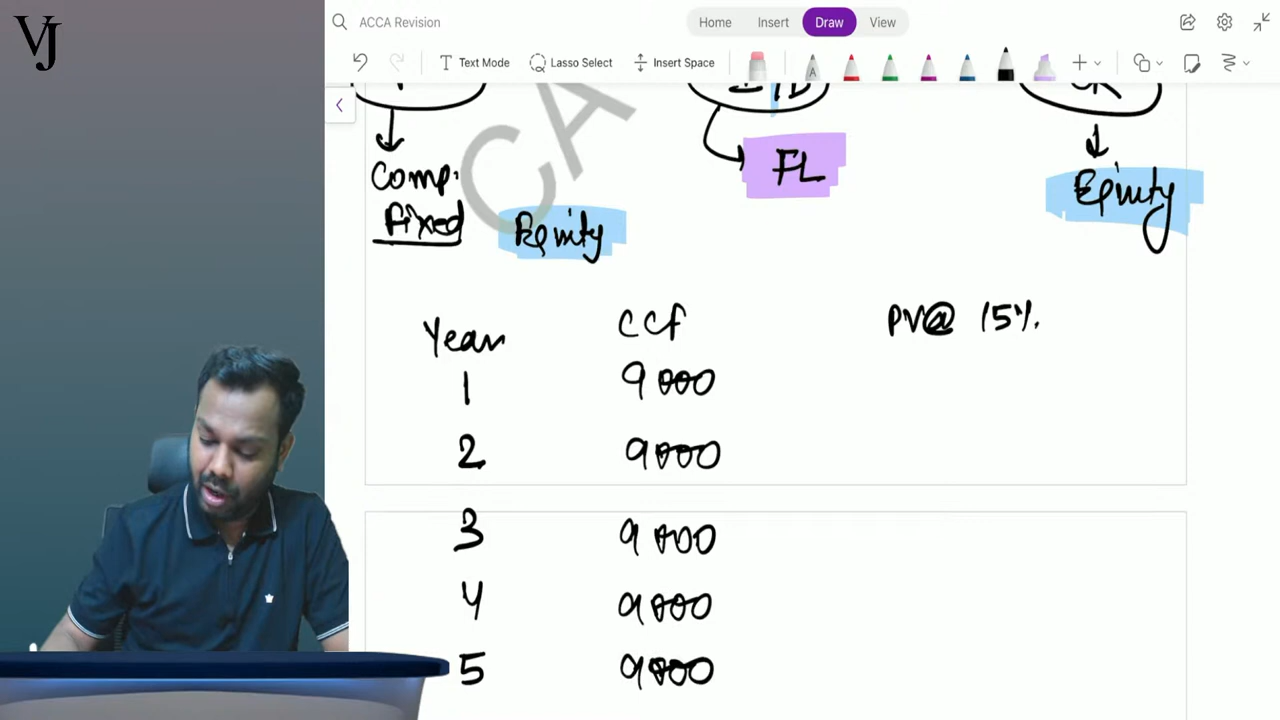 VJ
ACCA Revision
Home Insert Draw View
Text Mode Lasso Select Insert Space
CA
Comp.
Fixed
Equity
FL
Equity
Year CCF PV@ 15%.
1 9000
2 9000
3 9000
4 9000
5 9000